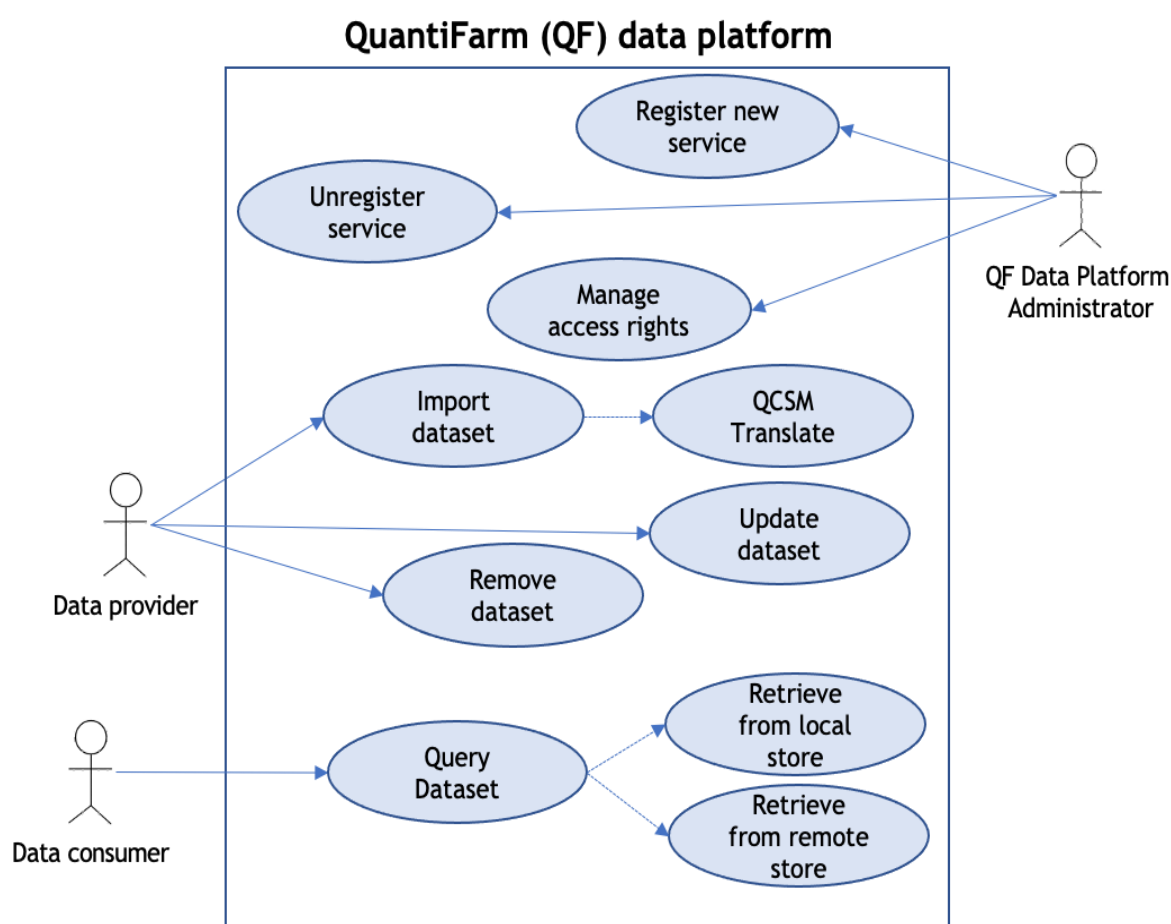 QuantiFarm (QF) data platform
Register new
service
Unregister
service
Manage
access rights
QF Data Platform
Administrator
Import
dataset
QCSM
Translate
Update
dataset
Remove
dataset
Data provider
Retrieve
from local
store
Query
Dataset
Retrieve
from remote
store
Data consumer